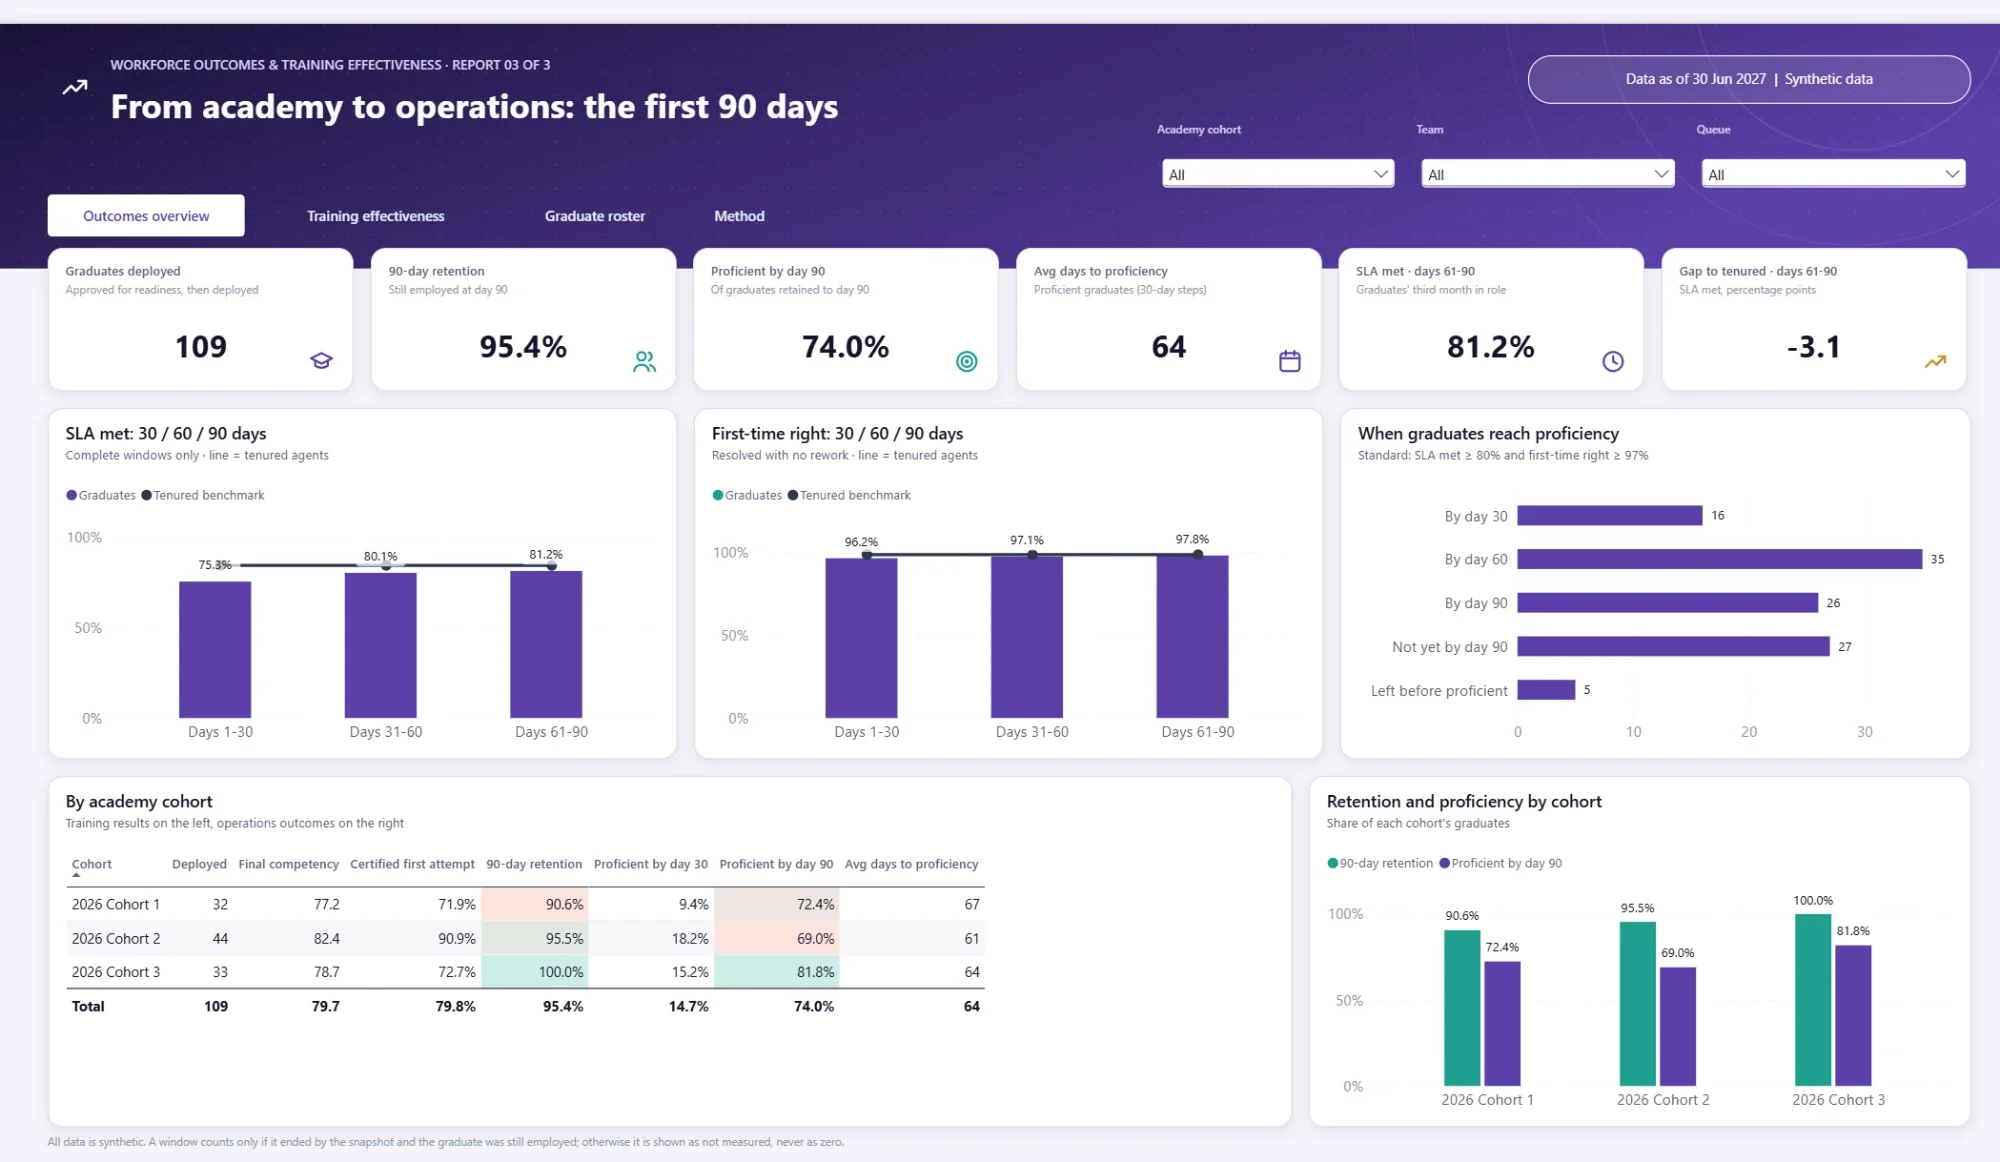 WORKFORCE OUTCOMES & TRAINING EFFECTIVENESS · REPORT 03 OF 3
From academy to operations: the first 90 days
Data as of 30 Jun 2027 | Synthetic data
Academy cohort
Team
Queue
All
All
All
Outcomes overview
Training effectiveness
Graduate roster
Method
Graduates deployed
Approved for readiness, then deployed
109
90-day retention
Still employed at day 90
95.4%
Proficient by day 90
Of graduates retained to day 90
74.0%
Avg days to proficiency
Proficient graduates (30-day steps)
64
SLA met · days 61-90
Graduates' third month in role
81.2%
Gap to tenured · days 61-90
SLA met, percentage points
-3.1
SLA met: 30 / 60 / 90 days
Complete windows only · line = tenured agents
Graduates Tenured benchmark
100%
50%
0%
75.3%
80.1%
81.2%
Days 1-30
Days 31-60
Days 61-90
First-time right: 30 / 60 / 90 days
Resolved with no rework · line = tenured agents
Graduates Tenured benchmark
100%
50%
0%
96.2%
97.1%
97.8%
Days 1-30
Days 31-60
Days 61-90
When graduates reach proficiency
Standard: SLA met ≥ 80% and first-time right ≥ 97%
By day 30 16
By day 60 35
By day 90 26
Not yet by day 90 27
Left before proficient 5
0 10 20 30
By academy cohort
Training results on the left, operations outcomes on the right
Cohort Deployed Final competency Certified first attempt 90-day retention Proficient by day 30 Proficient by day 90 Avg days to proficiency
2026 Cohort 1 32 77.2 71.9% 90.6% 9.4% 72.4% 67
2026 Cohort 2 44 82.4 90.9% 95.5% 18.2% 69.0% 61
2026 Cohort 3 33 78.7 72.7% 100.0% 15.2% 81.8% 64
Total 109 79.7 79.8% 95.4% 14.7% 74.0% 64
Retention and proficiency by cohort
Share of each cohort's graduates
90-day retention Proficient by day 90
100%
50%
0%
90.6%
72.4%
95.5%
69.0%
100.0%
81.8%
2026 Cohort 1
2026 Cohort 2
2026 Cohort 3
All data is synthetic. A window counts only if it ended by the snapshot and the graduate was still employed; otherwise it is shown as not measured, never as zero.